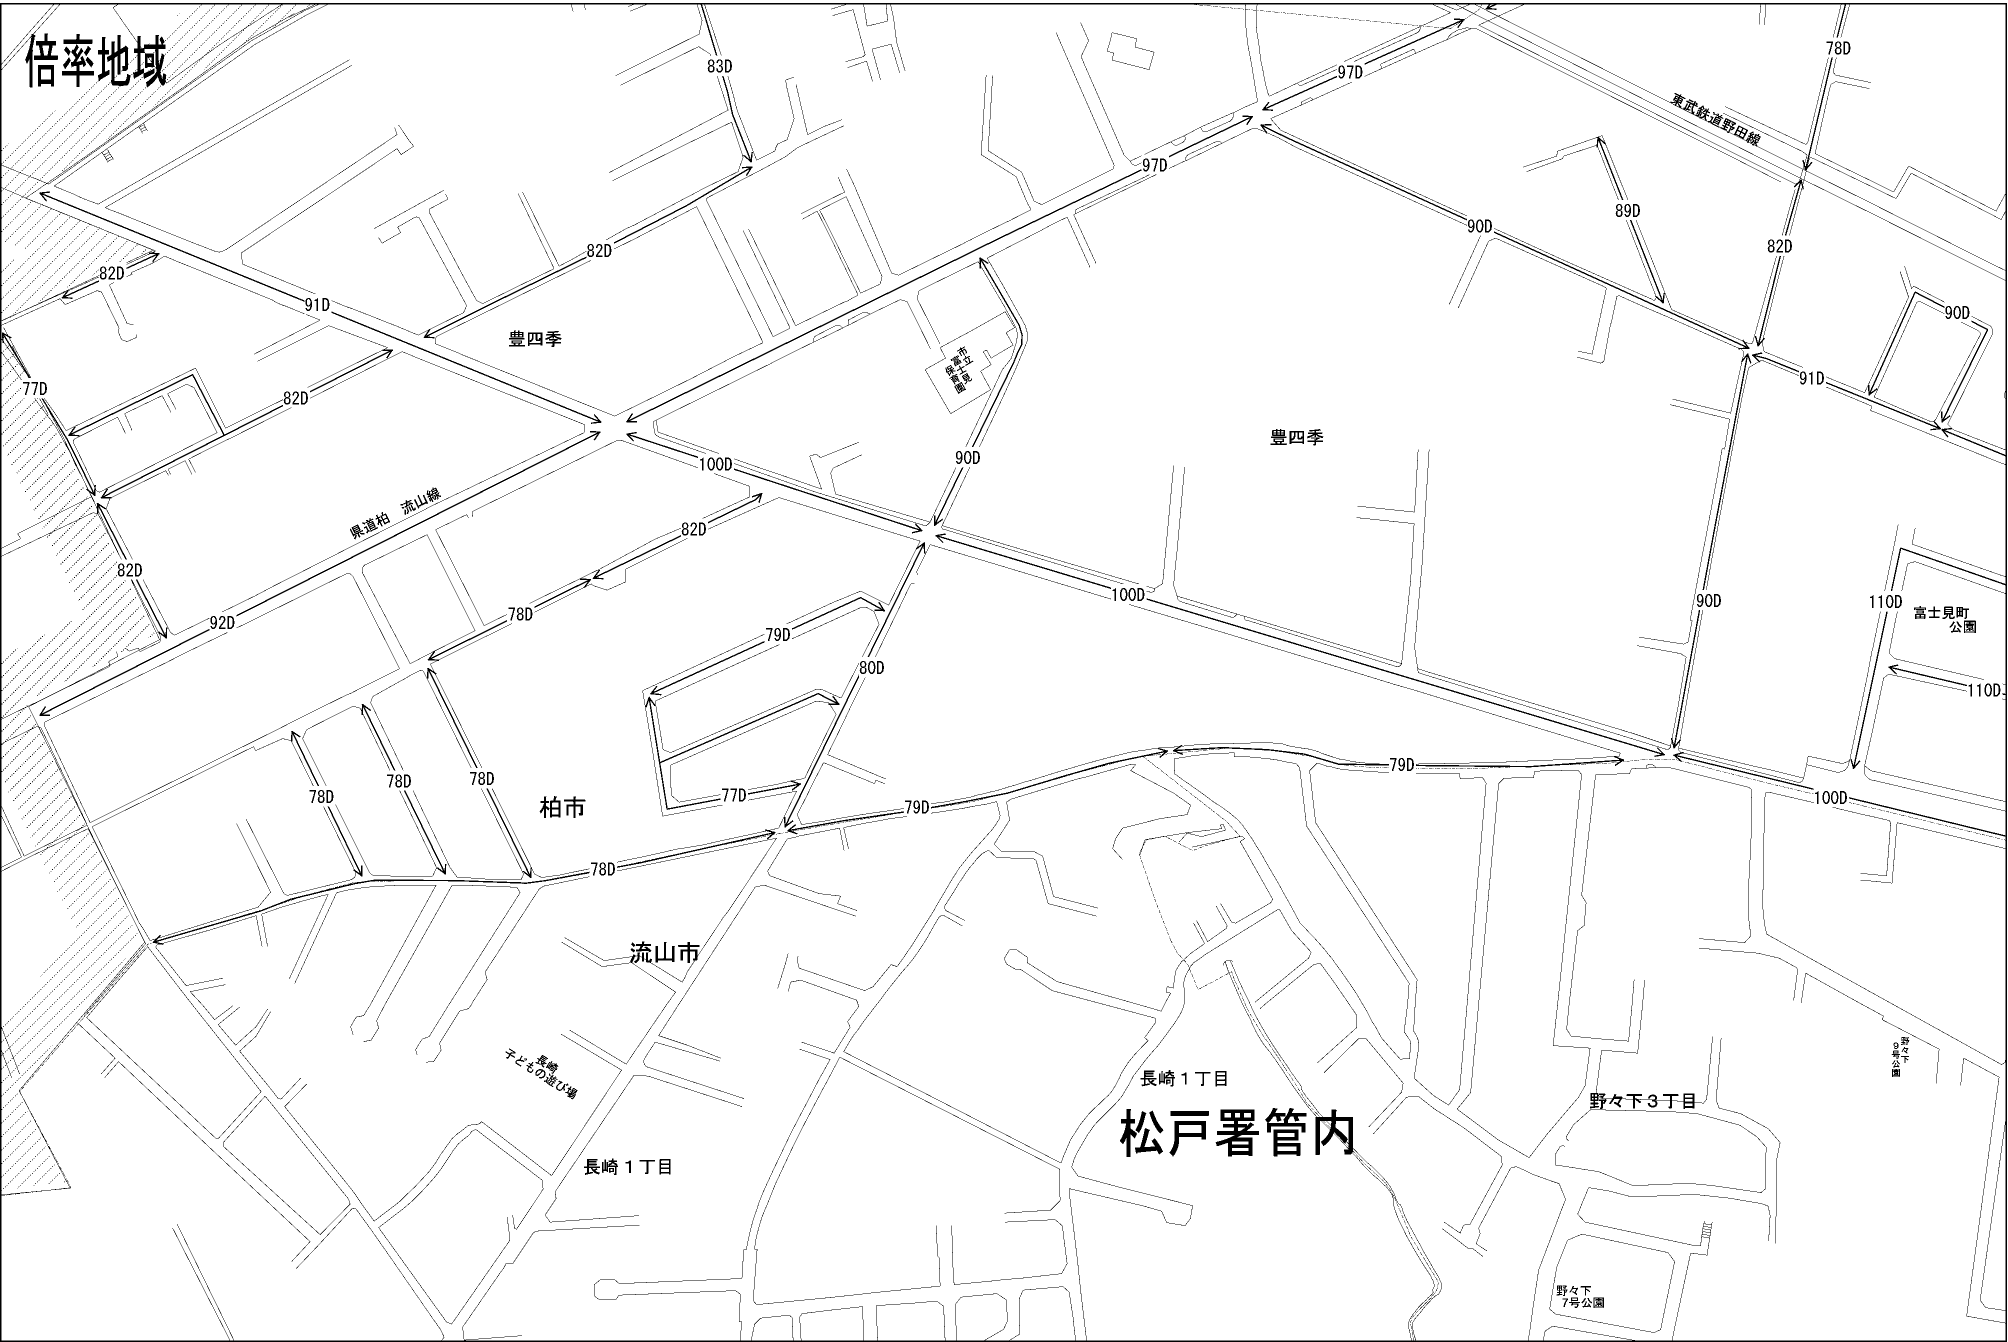 倍率地域
83D
97D
78D
東武鉄道野田線
97D
89D
90D
82D
82D
82D
91D
90D
豊四季
市立
富士見
保育園
77D
82D
91D
豊四季
100D
90D
県道柏　流山線
82D
82D
100D
90D
110D
富士見町
公園
92D
78D
79D
80D
110D
78D
78D
78D
77D
79D
79D
100D
柏市
78D
流山市
長崎
子どもの遊び場
長崎１丁目
野々下
９号公園
野々下３丁目
松戸署管内
長崎１丁目
野々下
７号公園